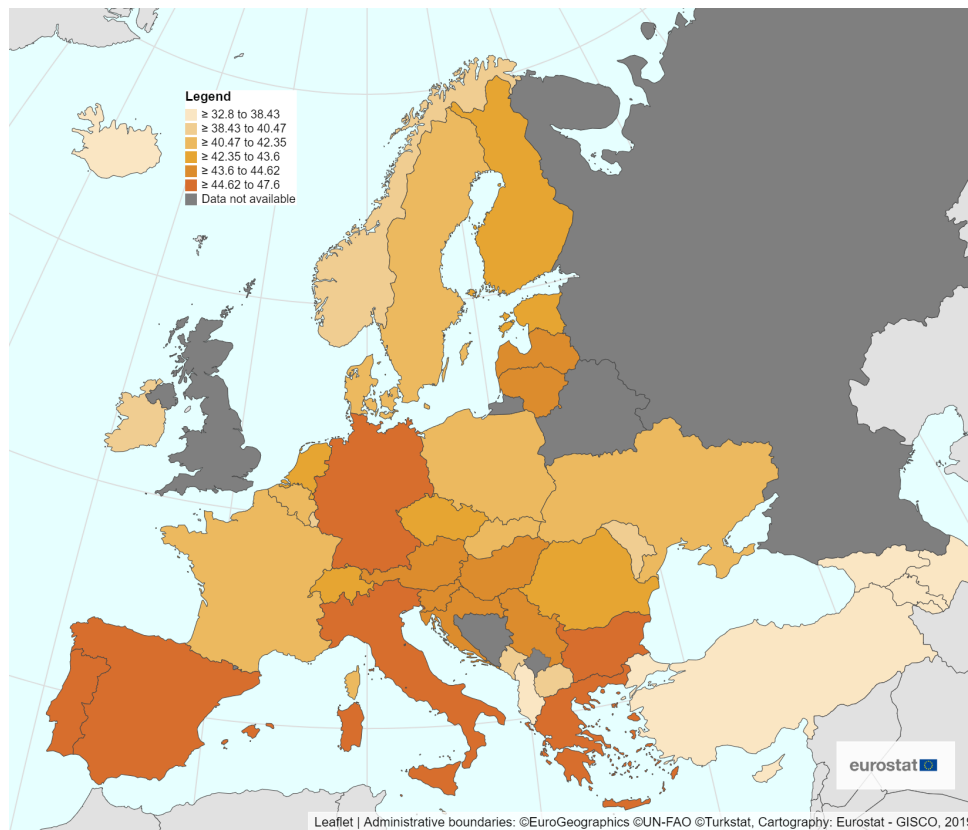 Legend
≥ 32.8 to 38.43
≥ 38.43 to 40.47
≥ 40.47 to 42.35
≥ 42.35 to 43.6
≥ 43.6 to 44.62
≥ 44.62 to 47.6
Data not available
eurostat
Leaflet | Administrative boundaries: ©EuroGeographics ©UN-FAO ©Turkstat, Cartography: Eurostat - GISCO, 2019